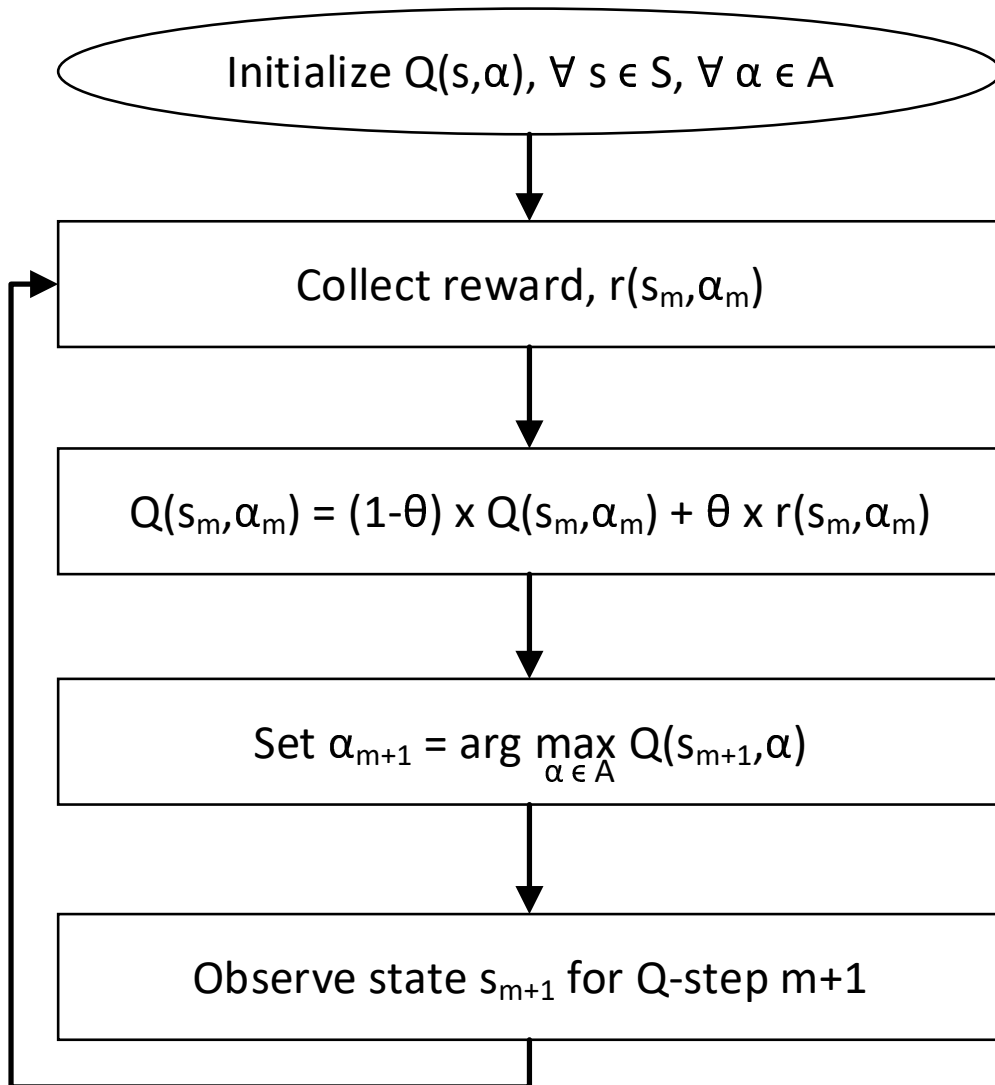 Initialize Q(s,α), ∀ s ϵ S, ∀ α ϵ A
Collect reward, r(sₘ,αₘ)
Q(sₘ,αₘ) = (1-θ) x Q(sₘ,αₘ) + θ x r(sₘ,αₘ)
Set αₘ₊₁ = arg max Q(sₘ₊₁,α)
α ϵ A
Observe state sₘ₊₁ for Q-step m+1